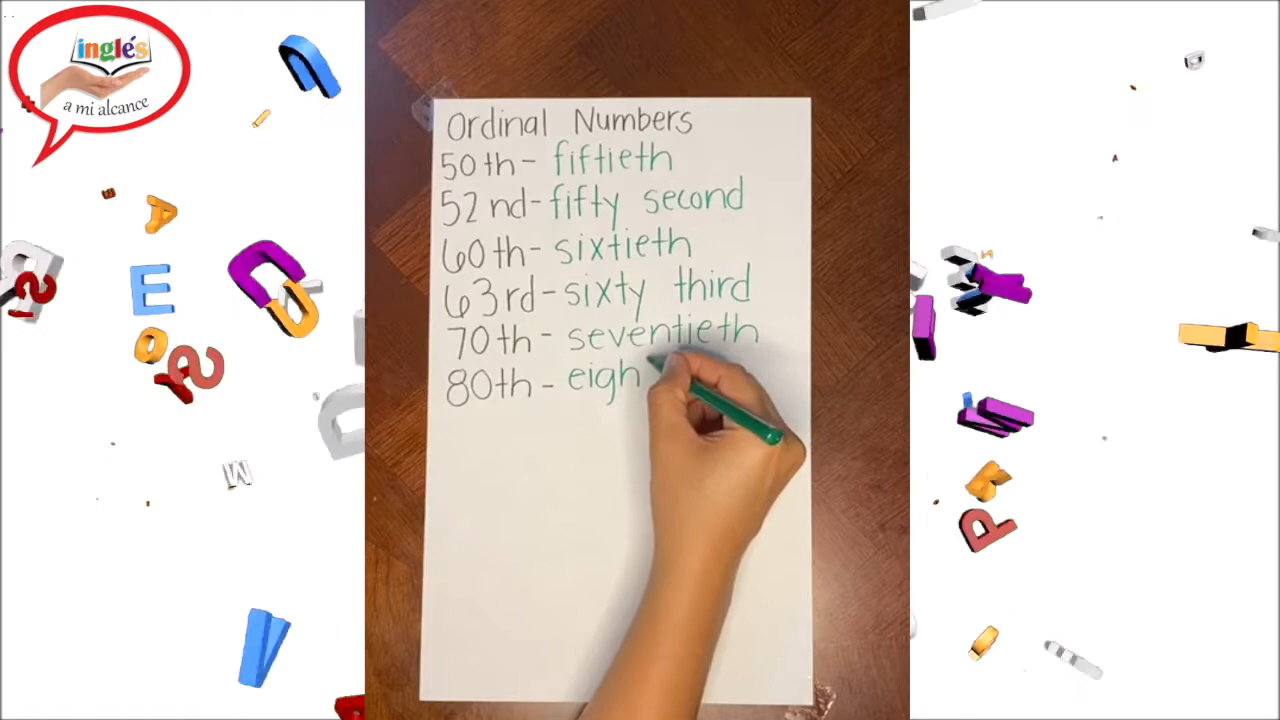 inglés
a mi alcance
Ordinal Numbers
50th- fiftieth
52nd- fifty second
60th- sixtieth
63rd- sixty third
70th- seventieth
80th- eigh